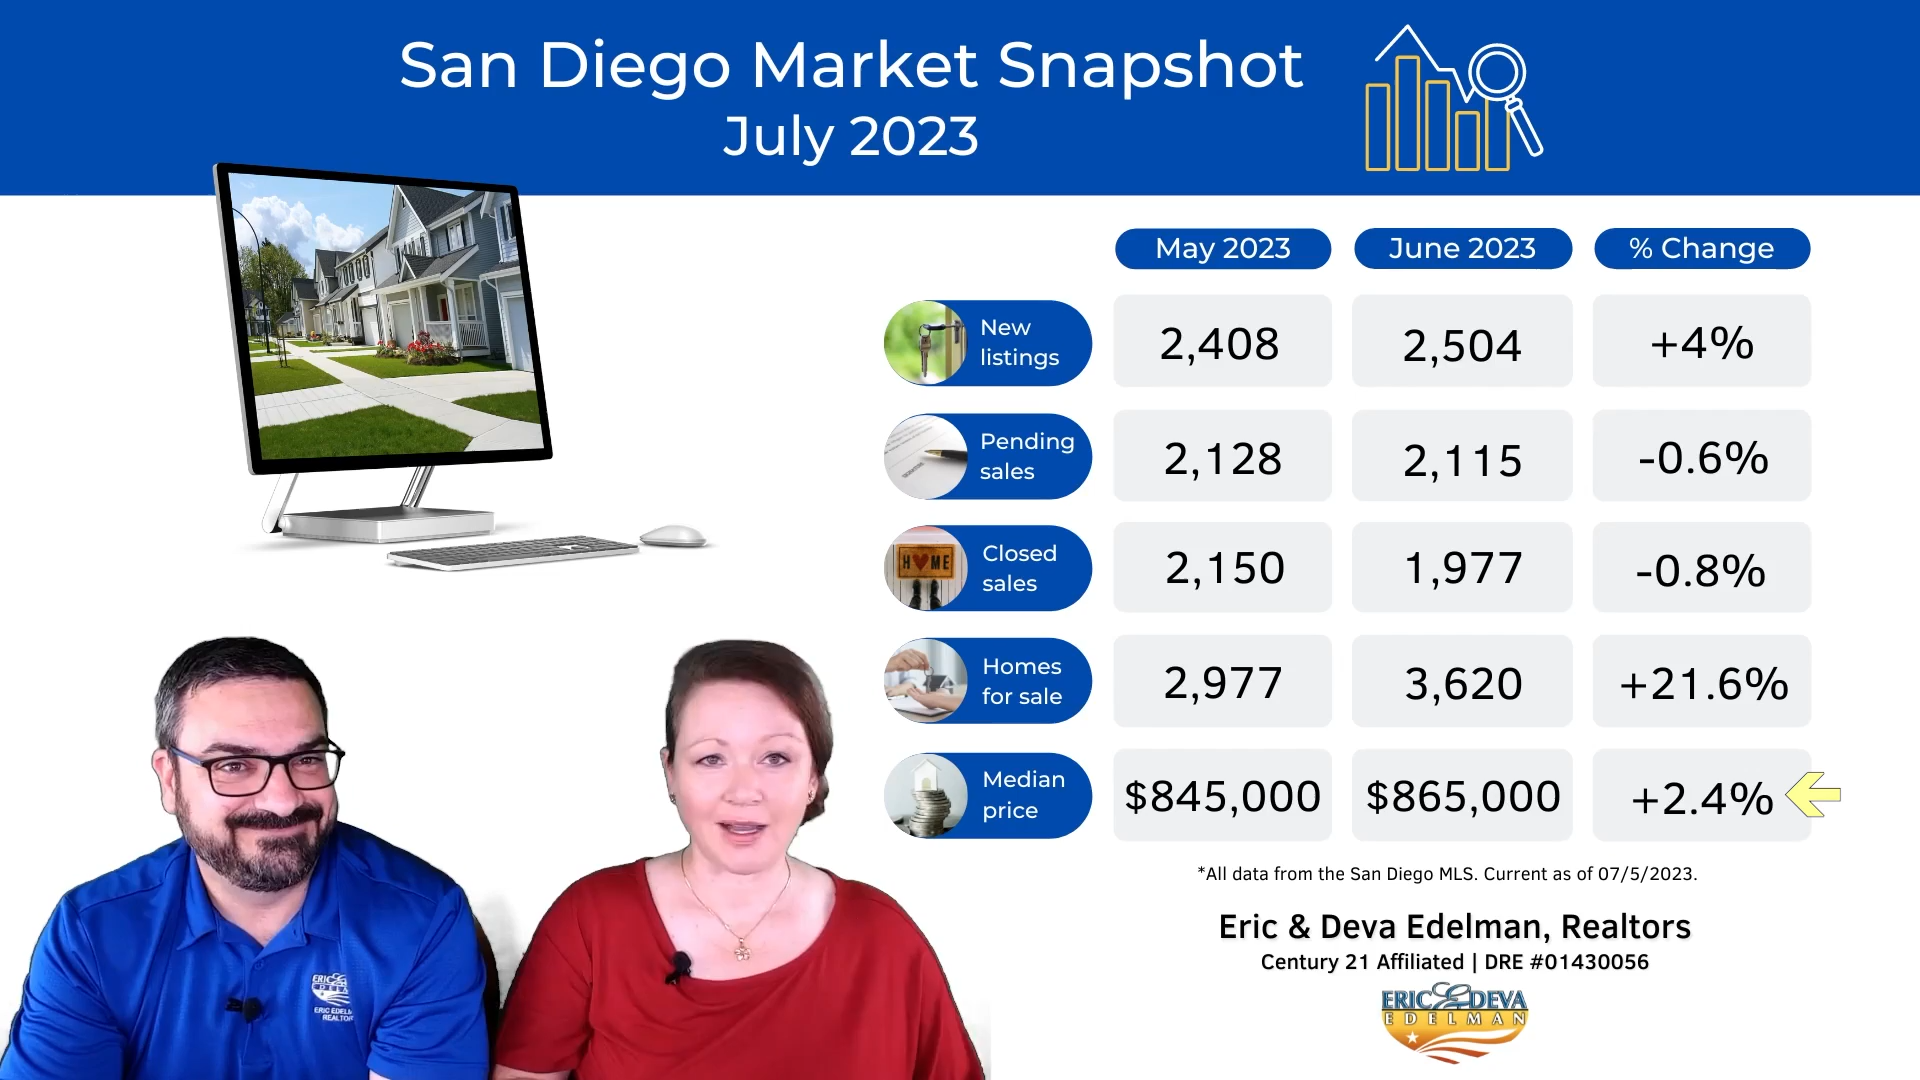 San Diego Market Snapshot
July 2023
May 2023 June 2023 % Change
New
listings
2,408 2,504 +4%
Pending
sales
2,128 2,115 -0.6%
HOME
Closed
sales
2,150 1,977 -0.8%
Homes
for sale
2,977 3,620 +21.6%
Median
price
$845,000 $865,000 +2.4%
*All data from the San Diego MLS. Current as of 07/5/2023.
Eric & Deva Edelman, Realtors
Century 21 Affiliated | DRE #01430056
ERIC & DEVA
EDELMAN